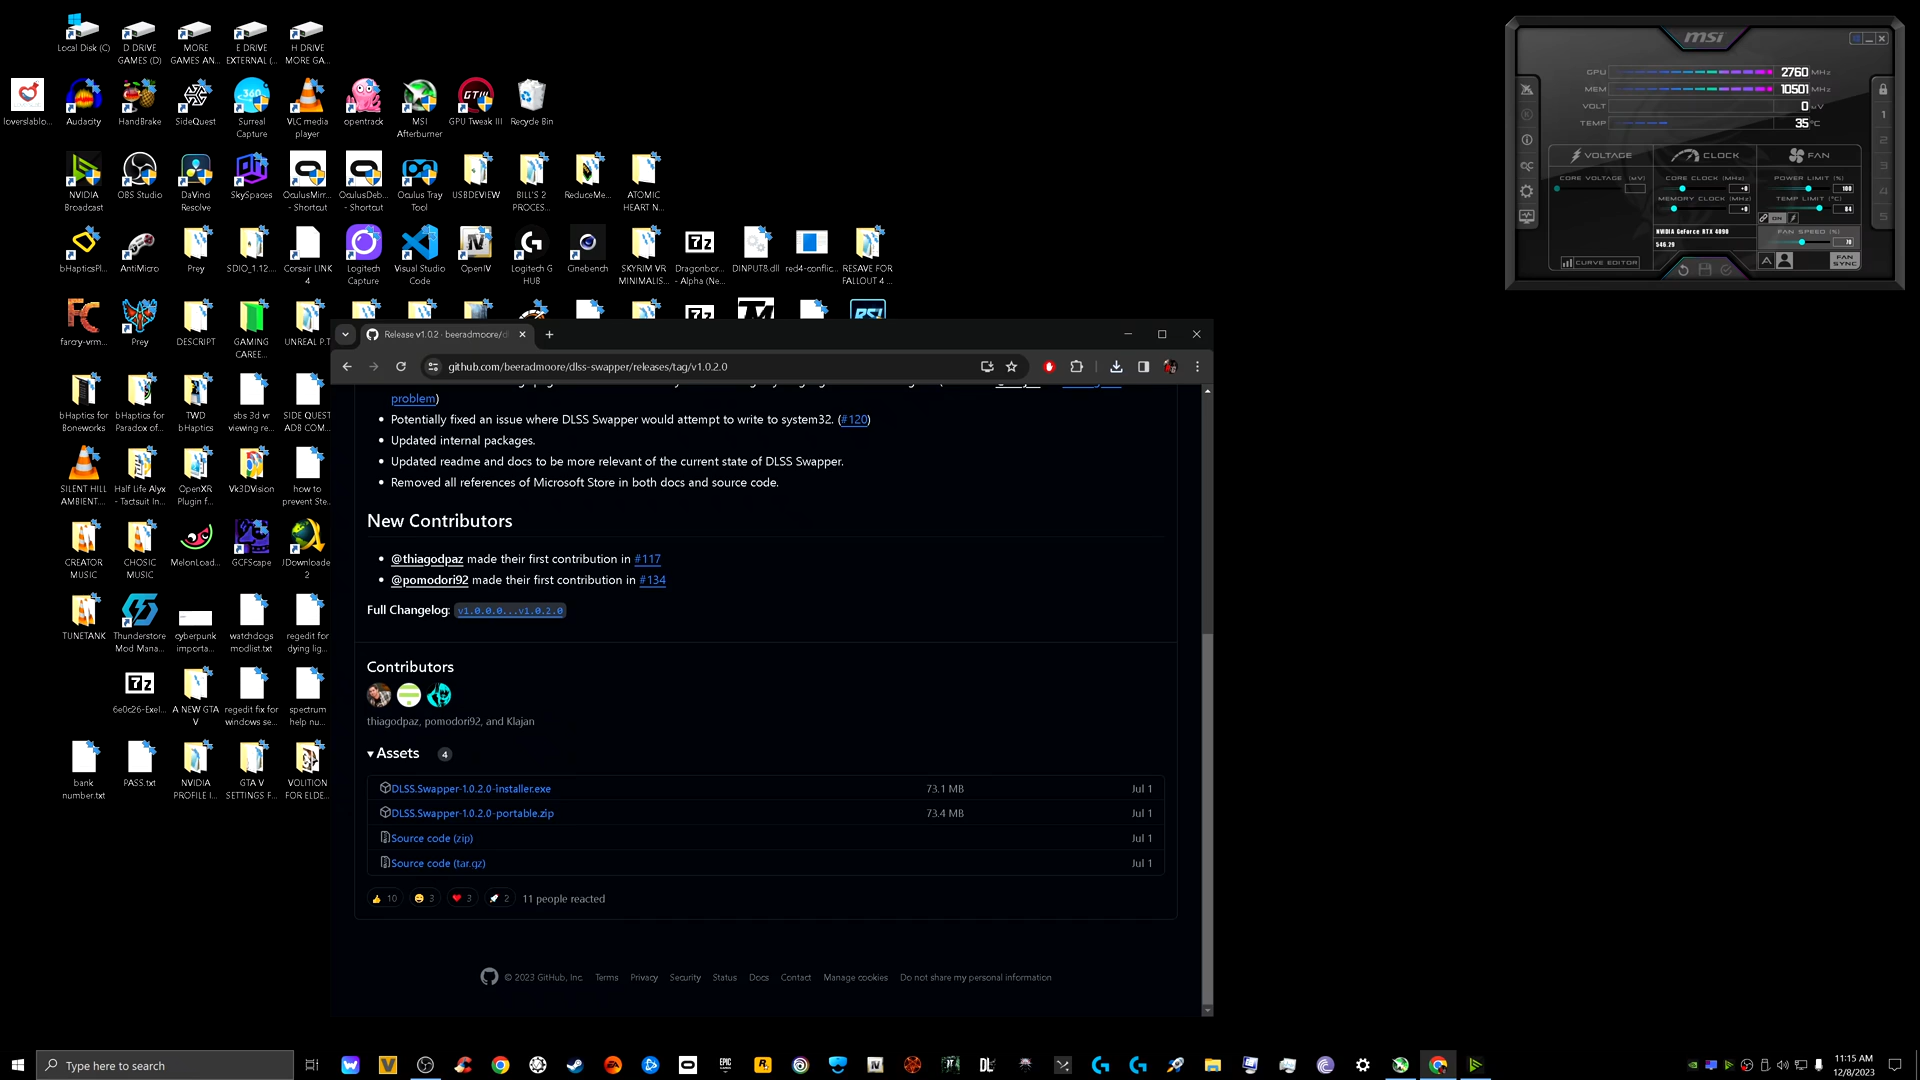 Local Disk (C)
D DRIVE GAMES (D)
MORE GAMES AN...
E DRIVE EXTERNAL (...
H DRIVE MORE GA...
loverslablo...
Audacity
HandBrake
SideQuest
Surreal Capture
VLC media player
opentrack
MSI Afterburner
GPU Tweak III
Recycle Bin
NVIDIA Broadcast
OBS Studio
DaVinci Resolve
SkySpaces
OculusMirr... - Shortcut
OculusDeb... - Shortcut
Oculus Tray Tool
USBDEVIEW
BILL'S 2 PROCES...
ReduceMe...
ATOMIC HEART N...
bHapticsPl...
AntiMicro
Prey
SDIO_1.12....
Corsair LINK 4
Logitech Capture
Visual Studio Code
OpenIV
Logitech G HUB
Cinebench
SKYRIM VR MINIMALIS...
Dragonbor... - Alpha (Ne...
DINPUT8.dll
red4-conflic...
RESAVE FOR FALLOUT 4 ...
farcry-vrm...
Prey
DESCRIPT
GAMING CAREE...
UNREAL P.T
bHaptics for Boneworks
bHaptics for Paradox of...
TWD bHaptics
sbs 3d vr viewing re...
SIDE QUEST ADB COM...
SILENT HILL AMBIENT....
Half Life Alyx - Tactsuit In...
OpenXR Plugin f...
Vk3DVision
how to prevent Ste...
CREATOR MUSIC
CHOSIC MUSIC
MelonLoad...
GCFScape
JDownloader 2
TUNETANK
Thunderstore Mod Mana...
cyberpunk importa...
watchdogs modlist.txt
regedit for dying lig...
6e0c26-Exel...
A NEW GTA V
regedit fix for windows se...
spectrum help nu...
bank number.txt
PASS.txt
NVIDIA PROFILE I...
GTA V SETTINGS F...
VOLITION FOR ELDE...
msi
GPU 2760 MHz
MEM 10501 MHz
VOLT 0 mV
TEMP 35 °C
VOLTAGE
CLOCK
FAN
CORE VOLTAGE (MV)
CORE CLOCK (MHz) +0
MEMORY CLOCK (MHz) +0
POWER LIMIT (%) 100
TEMP LIMIT (°C) 84
ON
NVIDIA GeForce RTX 4090
546.29
FAN SPEED (%) 70
CURVE EDITOR
A
FAN SYNC
1
2
3
4
5
Release v1.0.2 · beeradmoore/dl
github.com/beeradmoore/dlss-swapper/releases/tag/v1.0.2.0
problem)
Potentially fixed an issue where DLSS Swapper would attempt to write to system32. (#120)
Updated internal packages.
Updated readme and docs to be more relevant of the current state of DLSS Swapper.
Removed all references of Microsoft Store in both docs and source code.
New Contributors
@thiagodpaz made their first contribution in #117
@pomodori92 made their first contribution in #134
Full Changelog: v1.0.0.0...v1.0.2.0
Contributors
thiagodpaz, pomodori92, and Klajan
Assets 4
DLSS.Swapper-1.0.2.0-installer.exe 73.1 MB Jul 1
DLSS.Swapper-1.0.2.0-portable.zip 73.4 MB Jul 1
Source code (zip) Jul 1
Source code (tar.gz) Jul 1
10 3 3 2 11 people reacted
© 2023 GitHub, Inc. Terms Privacy Security Status Docs Contact Manage cookies Do not share my personal information
Type here to search
11:15 AM
12/8/2023